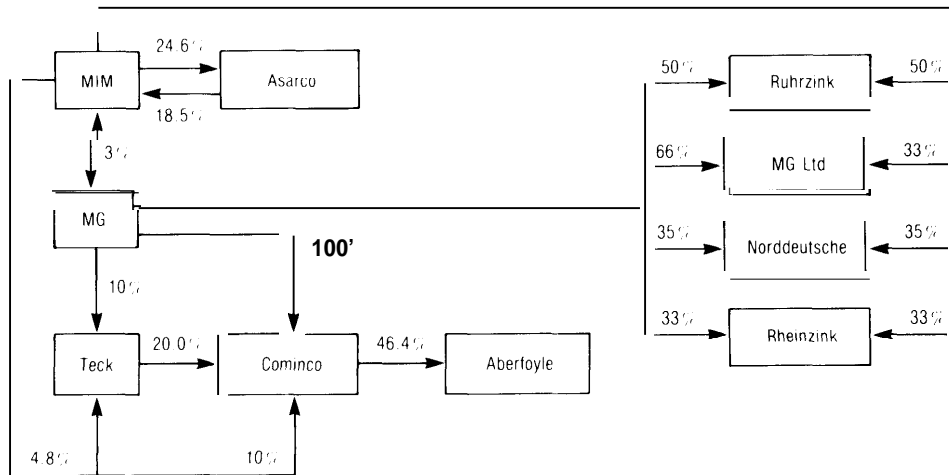 24.6%
50%
50%
MIM
Asarco
Ruhrzink
18.5%
3%
66%
33%
MG Ltd
MG
100'
35%
35%
Norddeutsche
10%
33%
33%
20.0%
46.4%
Rheinzink
Teck
Cominco
Aberfoyle
4.8%
10%